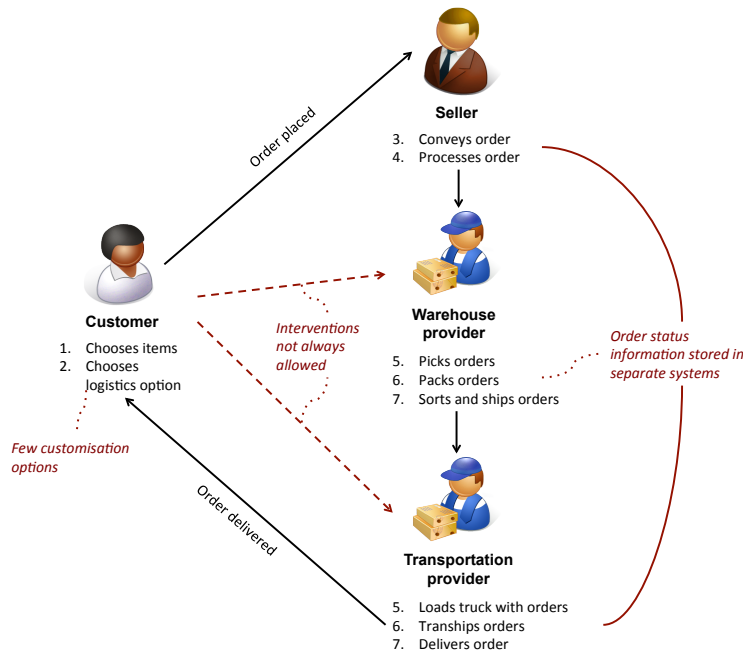 Seller
3. Conveys order
4. Processes order
Order placed
Customer
1. Chooses items
2. Chooses
logistics option
Few customisation
options
Interventions
not always
allowed
Warehouse
provider
5. Picks orders
6. Packs orders
7. Sorts and ships orders
Order status
information stored in
separate systems
Order delivered
Transportation
provider
5. Loads truck with orders
6. Tranships orders
7. Delivers order